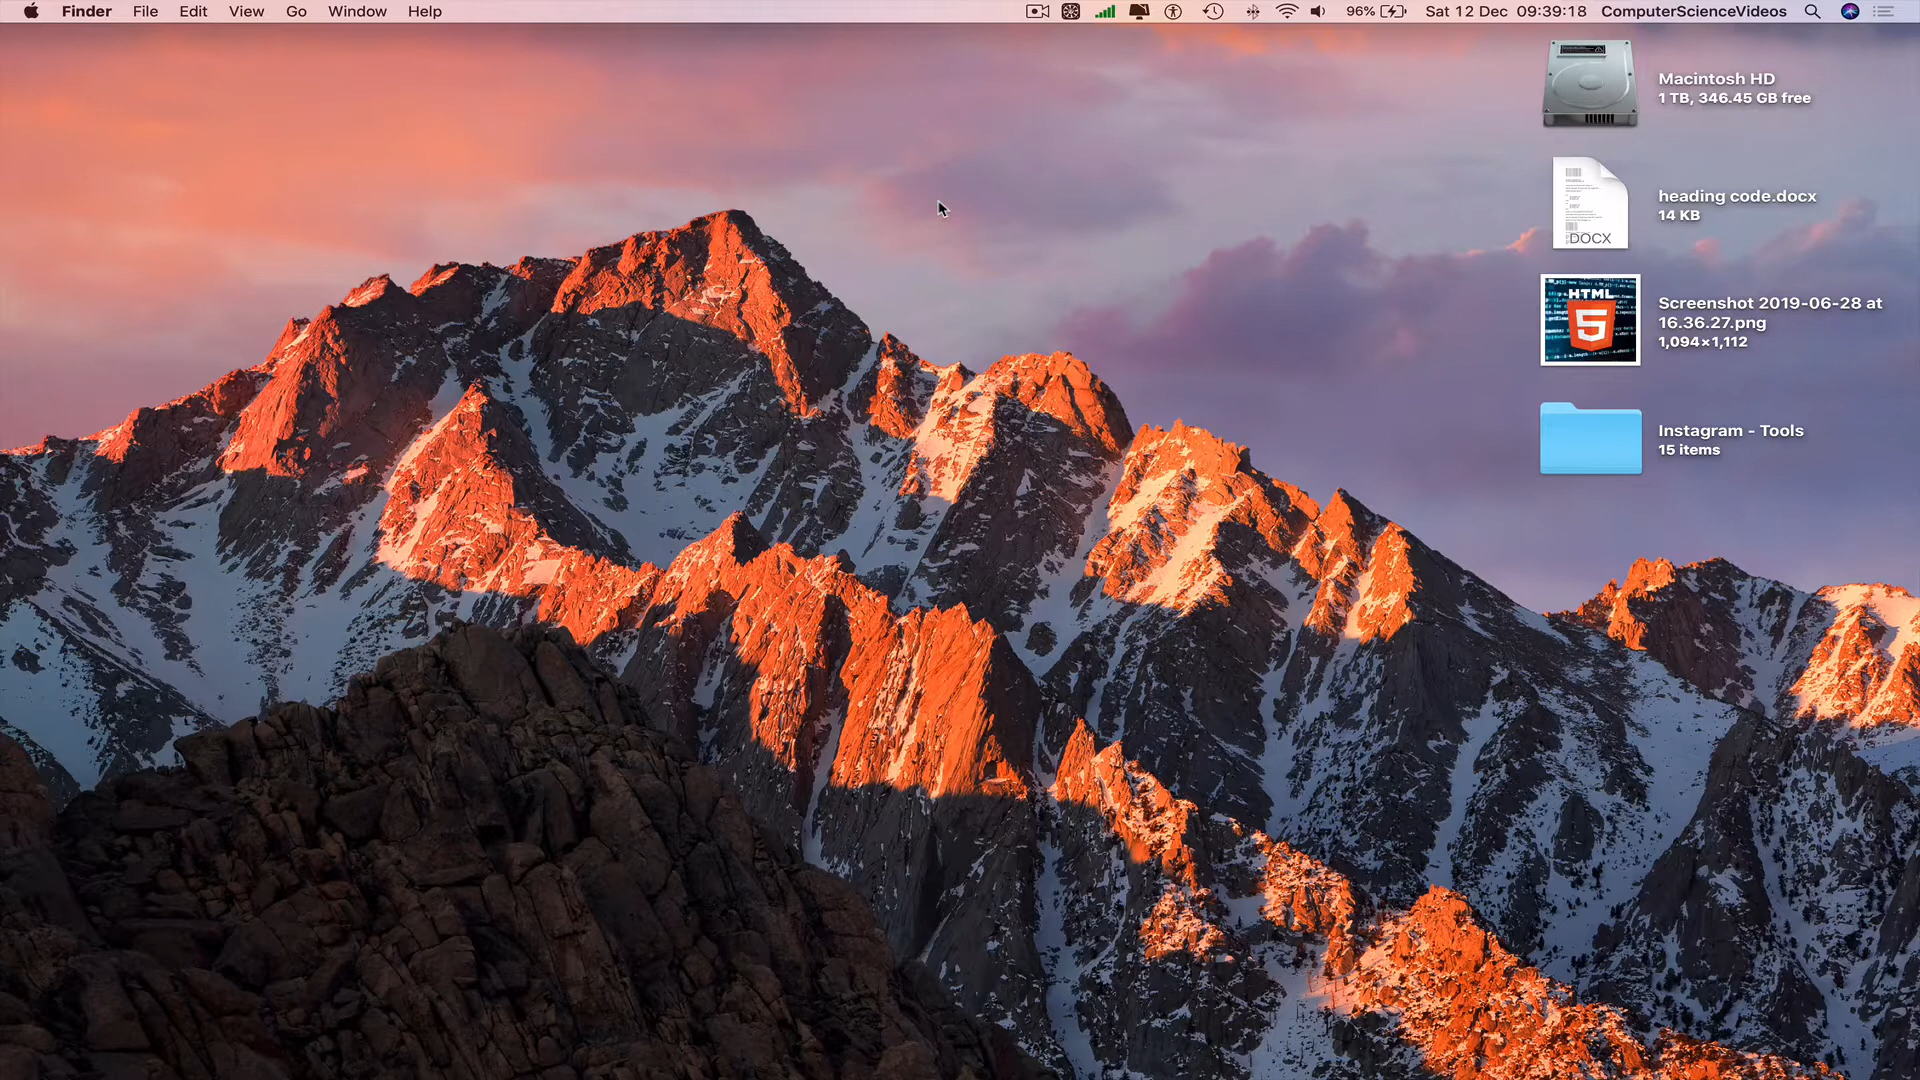 Finder File Edit View Go Window Help
96% Sat 12 Dec 09:39:18 ComputerScienceVideos
Macintosh HD
1 TB, 346.45 GB free
DOCX
heading code.docx
14 KB
HTML
5
Screenshot 2019-06-28 at
16.36.27.png
1,094×1,112
Instagram - Tools
15 items